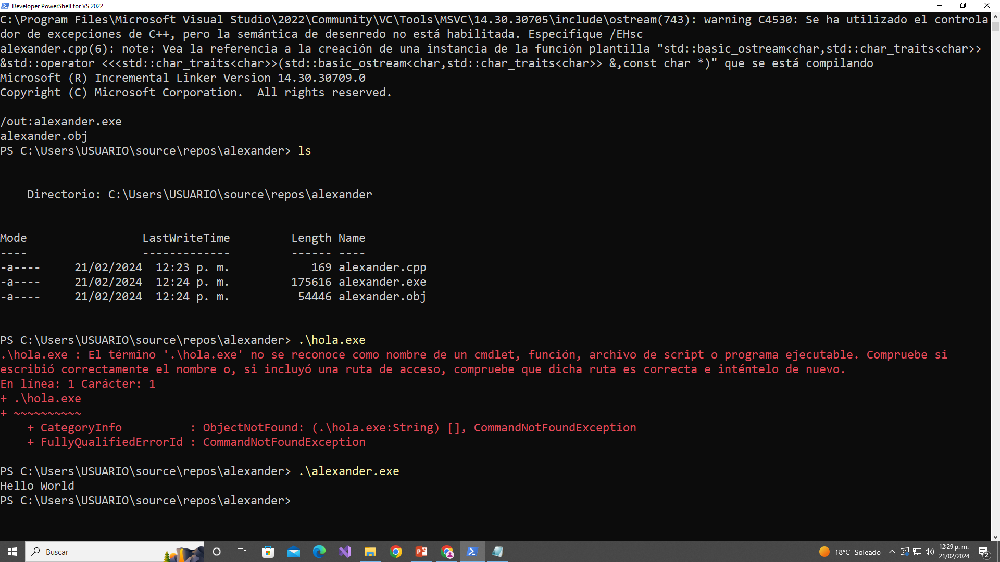 Developer PowerShell for VS 2022
C:\Program Files\Microsoft Visual Studio\2022\Community\VC\Tools\MSVC\14.30.30705\include\ostream(743): warning C4530: Se ha utilizado el controla
dor de excepciones de C++, pero la semántica de desenredo no está habilitada. Especifique /EHsc
alexander.cpp(6): note: Vea la referencia a la creación de una instancia de la función plantilla "std::basic_ostream<char,std::char_traits<char>>
&std::operator <<<std::char_traits<char>>(std::basic_ostream<char,std::char_traits<char>> &,const char *)" que se está compilando
Microsoft (R) Incremental Linker Version 14.30.30709.0
Copyright (C) Microsoft Corporation.  All rights reserved.
/out:alexander.exe
alexander.obj
PS C:\Users\USUARIO\source\repos\alexander> ls
Directorio: C:\Users\USUARIO\source\repos\alexander
Mode                 LastWriteTime         Length Name
----                 -------------         ------ ----
-a----     21/02/2024  12:23 p. m.            169 alexander.cpp
-a----     21/02/2024  12:24 p. m.         175616 alexander.exe
-a----     21/02/2024  12:24 p. m.          54446 alexander.obj
PS C:\Users\USUARIO\source\repos\alexander> .\hola.exe
.\hola.exe : El término '.\hola.exe' no se reconoce como nombre de un cmdlet, función, archivo de script o programa ejecutable. Compruebe si
escribió correctamente el nombre o, si incluyó una ruta de acceso, compruebe que dicha ruta es correcta e inténtelo de nuevo.
En línea: 1 Carácter: 1
+ .\hola.exe
+ ~~~~~~~~~~
    + CategoryInfo          : ObjectNotFound: (.\hola.exe:String) [], CommandNotFoundException
    + FullyQualifiedErrorId : CommandNotFoundException
PS C:\Users\USUARIO\source\repos\alexander> .\alexander.exe
Hello World
PS C:\Users\USUARIO\source\repos\alexander>
Buscar
18°C Soleado
12:29 p. m.
21/02/2024
2